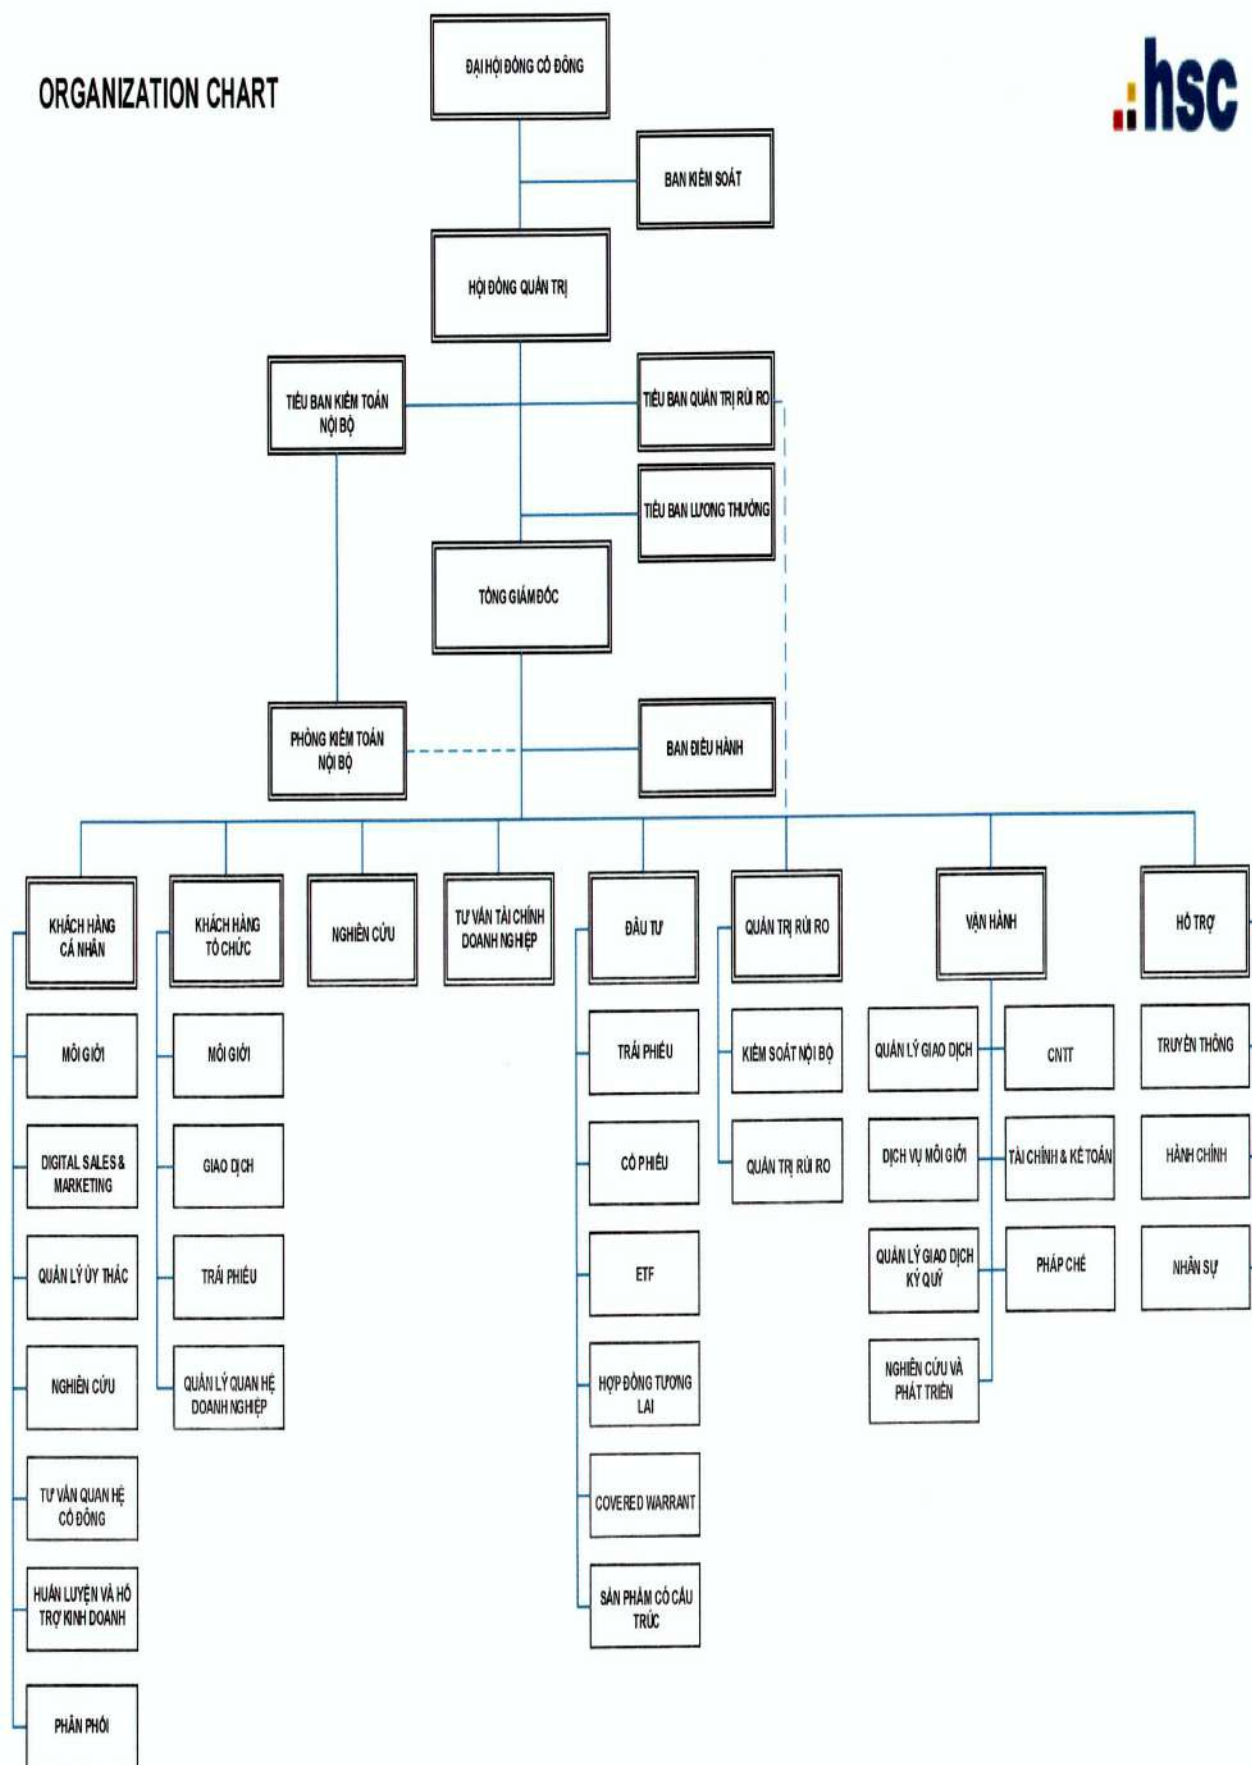 ORGANIZATION CHART
hsc
ĐẠI HỘI ĐỒNG CỔ ĐÔNG
BAN KIỂM SOÁT
HỘI ĐỒNG QUẢN TRỊ
TIỂU BAN KIỂM TOÁN
NỘI BỘ
TIỂU BAN QUẢN TRỊ RỦI RO
TIỂU BAN LƯƠNG THƯỞNG
TỔNG GIÁM ĐỐC
PHÒNG KIỂM TOÁN
NỘI BỘ
BAN ĐIỀU HÀNH
KHÁCH HÀNG
CÁ NHÂN
KHÁCH HÀNG
TỔ CHỨC
NGHIÊN CỨU
TƯ VẤN TÀI CHÍNH
DOANH NGHIỆP
ĐẦU TƯ
QUẢN TRỊ RỦI RO
VẬN HÀNH
HỖ TRỢ
MÔI GIỚI
DIGITAL SALES &
MARKETING
QUẢN LÝ ỦY THÁC
NGHIÊN CỨU
TƯ VẤN QUAN HỆ
CỔ ĐÔNG
HUẤN LUYỆN VÀ HỖ
TRỢ KINH DOANH
PHÂN PHỐI
MÔI GIỚI
GIAO DỊCH
TRÁI PHIẾU
QUẢN LÝ QUAN HỆ
DOANH NGHIỆP
TRÁI PHIẾU
CỔ PHIẾU
ETF
HỢP ĐỒNG TƯƠNG
LAI
COVERED WARRANT
SẢN PHẨM CÓ CẤU
TRÚC
KIỂM SOÁT NỘI BỘ
QUẢN TRỊ RỦI RO
QUẢN LÝ GIAO DỊCH
DỊCH VỤ MÔI GIỚI
QUẢN LÝ GIAO DỊCH
KÝ QUỸ
NGHIÊN CỨU VÀ
PHÁT TRIỂN
CNTT
TÀI CHÍNH & KẾ TOÁN
PHÁP CHẾ
TRUYỀN THÔNG
HÀNH CHÍNH
NHÂN SỰ